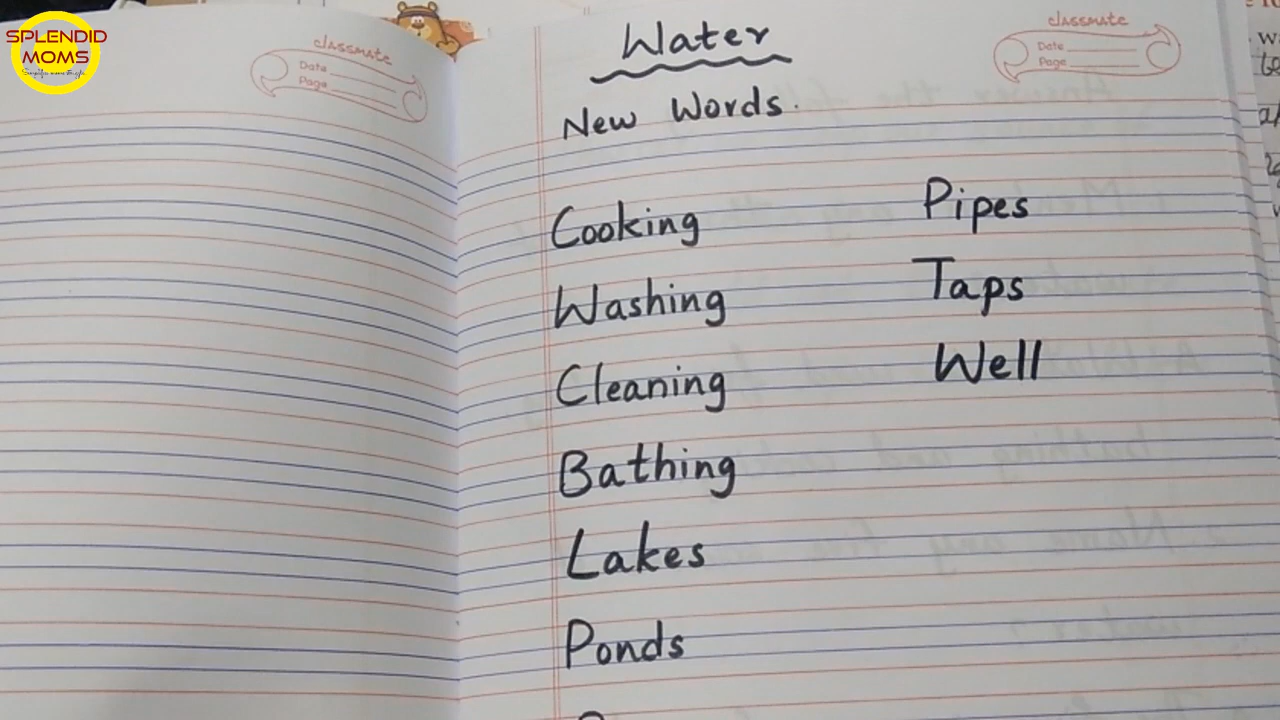 SPLENDID
MOMS
classmate
Date
Page
classmate
Date
Page
Water
New Words.
Cooking
Washing
Cleaning
Bathing
Lakes
Ponds
Pipes
Taps
Well